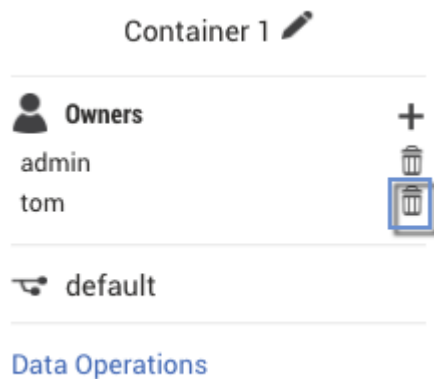 Container 1
Owners
admin
tom
default
Data Operations